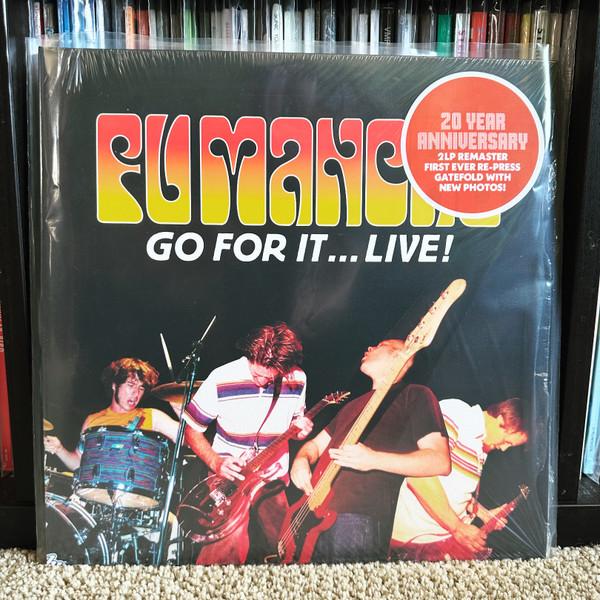 FU MANCHU
GO FOR IT...LIVE!
20 YEAR
ANNIVERSARY
2LP REMASTER
FIRST EVER RE-PRESS
GATEFOLD WITH
NEW PHOTOS!